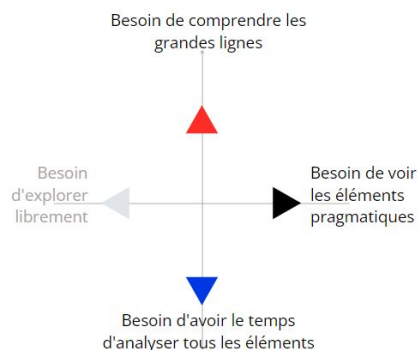 Besoin de comprendre les
grandes lignes
Besoin
d'explorer
librement
Besoin de voir
les éléments
pragmatiques
Besoin d'avoir le temps
d'analyser tous les éléments